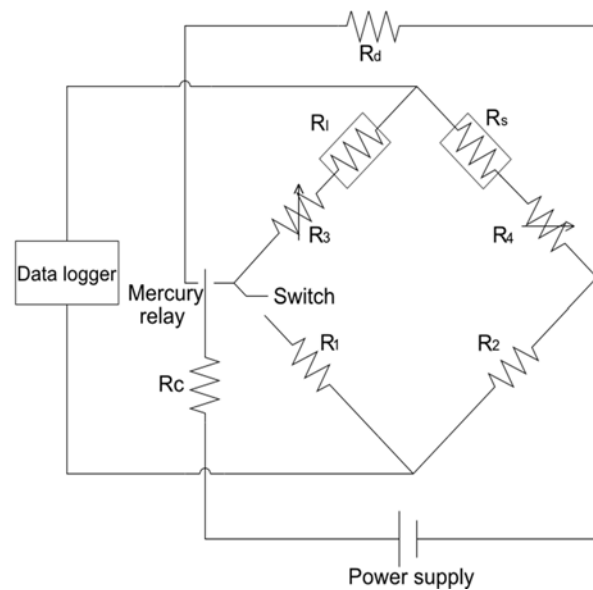 Rd
Rl
Rs
R3
R4
Data logger
Mercury
relay
Switch
R1
R2
Rc
Power supply